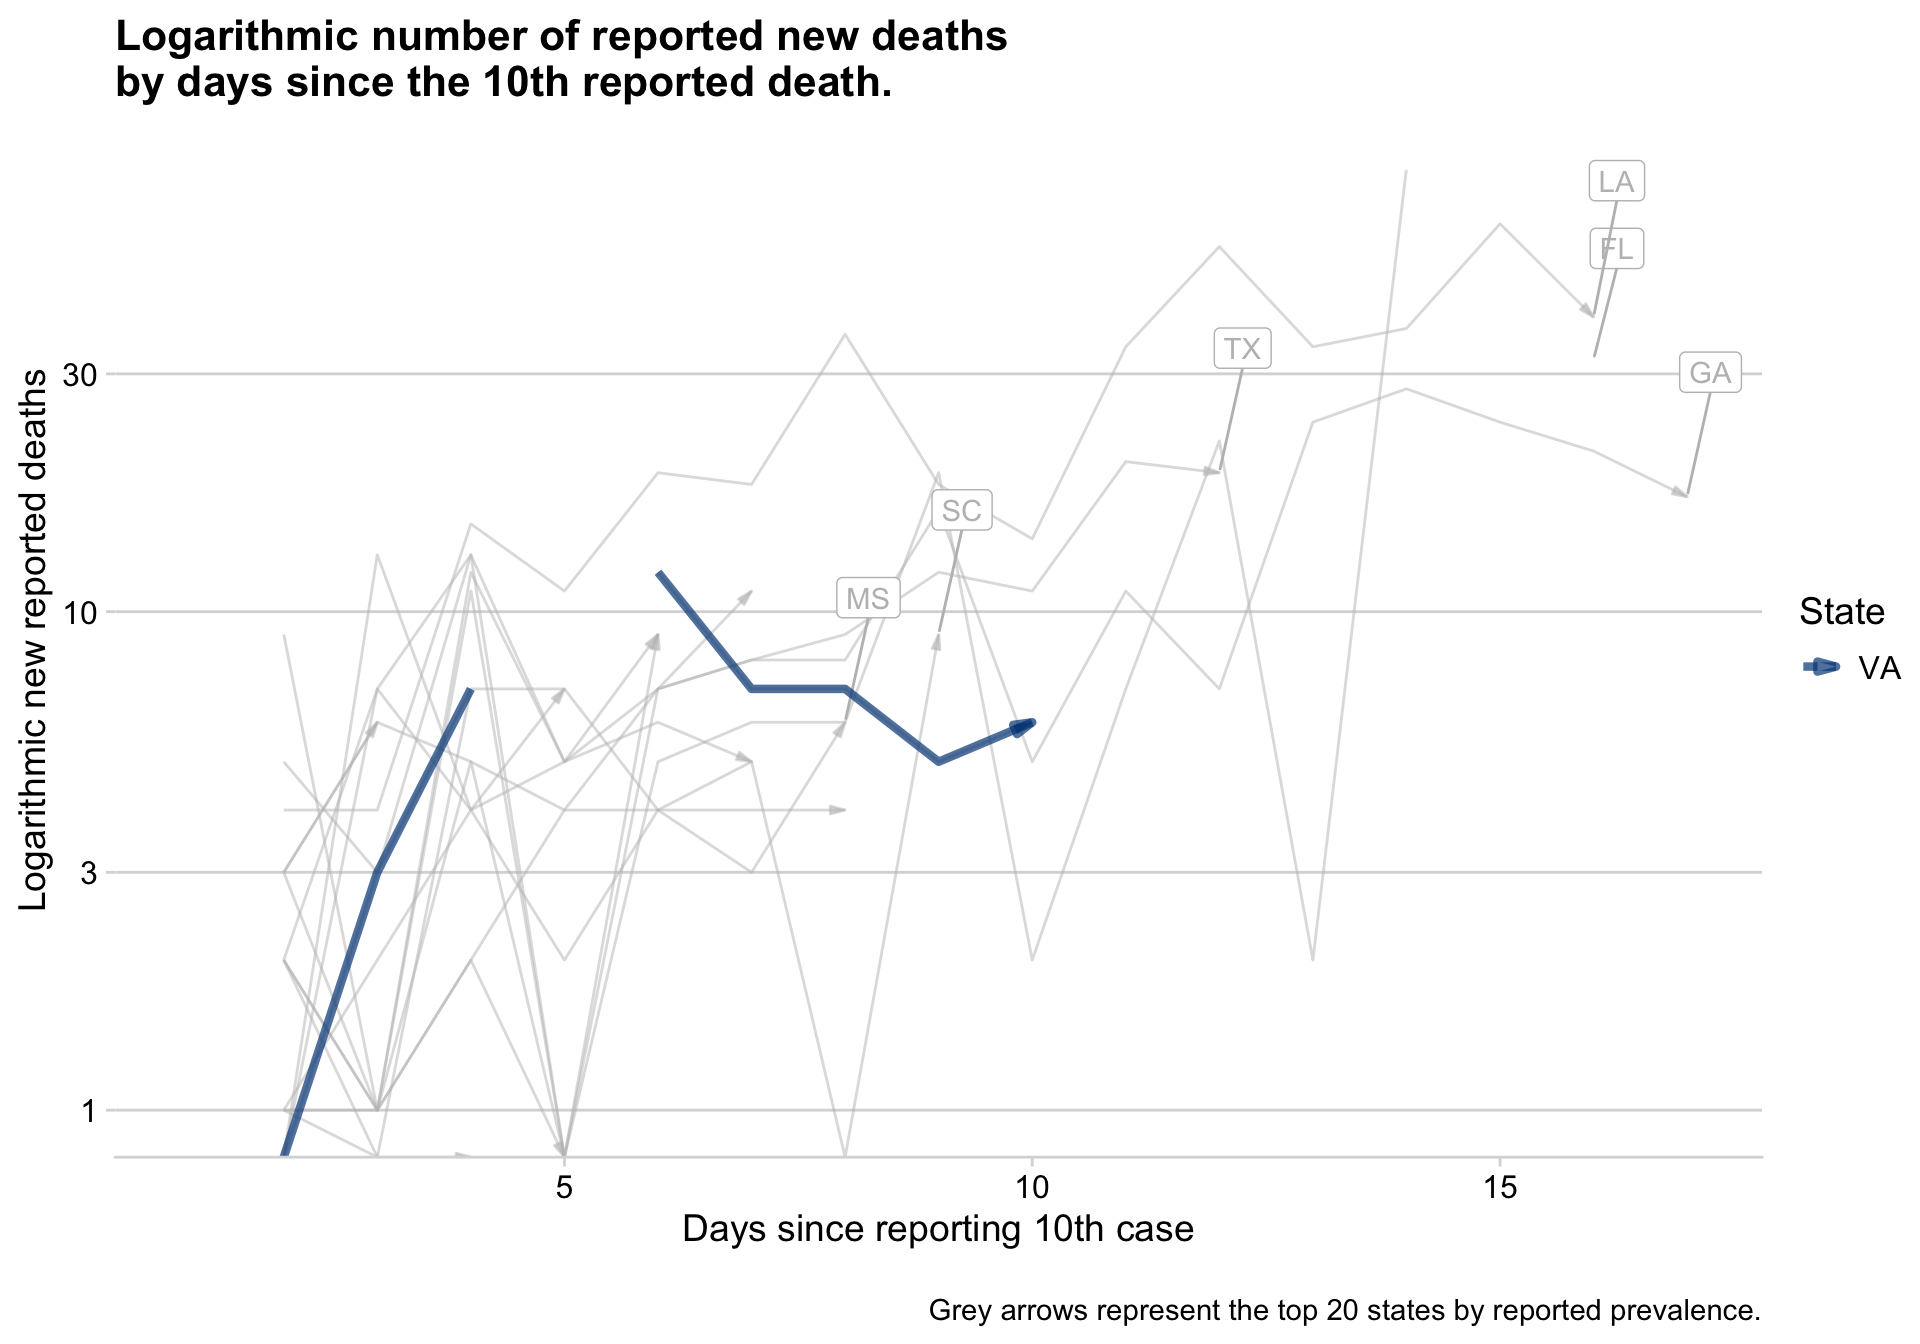 Logarithmic number of reported new deaths
by days since the 10th reported death.
LA
FL
TX
GA
SC
MS
30
10
3
1
Logarithmic new reported deaths
State
VA
5
10
15
Days since reporting 10th case
Grey arrows represent the top 20 states by reported prevalence.